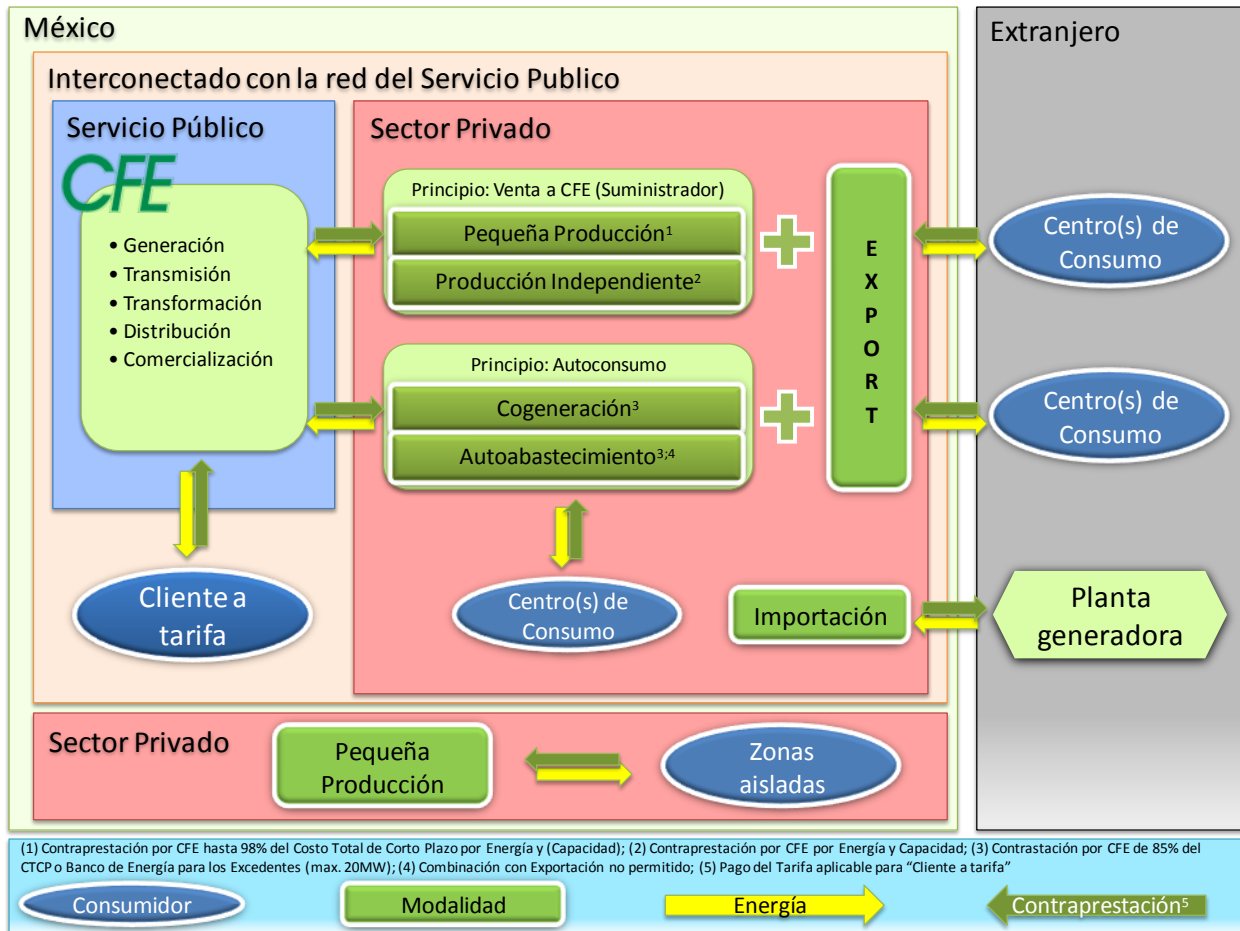 México
Extranjero
Interconectado con la red del Servicio Publico
Servicio Público
Sector Privado
CFE
• Generación
• Transmisión
• Transformación
• Distribución
• Comercialización
Principio: Venta a CFE (Suministrador)
Pequeña Producción¹
Producción Independiente²
Principio: Autoconsumo
Cogeneración³
Autoabastecimiento³;⁴
E
X
P
O
R
T
Centro(s) de
Consumo
Centro(s) de
Consumo
Cliente a
tarifa
Centro(s) de
Consumo
Importación
Planta
generadora
Sector Privado
Pequeña
Producción
Zonas
aisladas
(1) Contraprestación por CFE hasta 98% del Costo Total de Corto Plazo por Energía y (Capacidad); (2) Contraprestación por CFE por Energía y Capacidad; (3) Contrastación por CFE de 85% del
CTCP o Banco de Energía para los Excedentes (max. 20MW); (4) Combinación con Exportación no permitido; (5) Pago del Tarifa aplicable para “Cliente a tarifa”
Consumidor
Modalidad
Energía
Contraprestación⁵